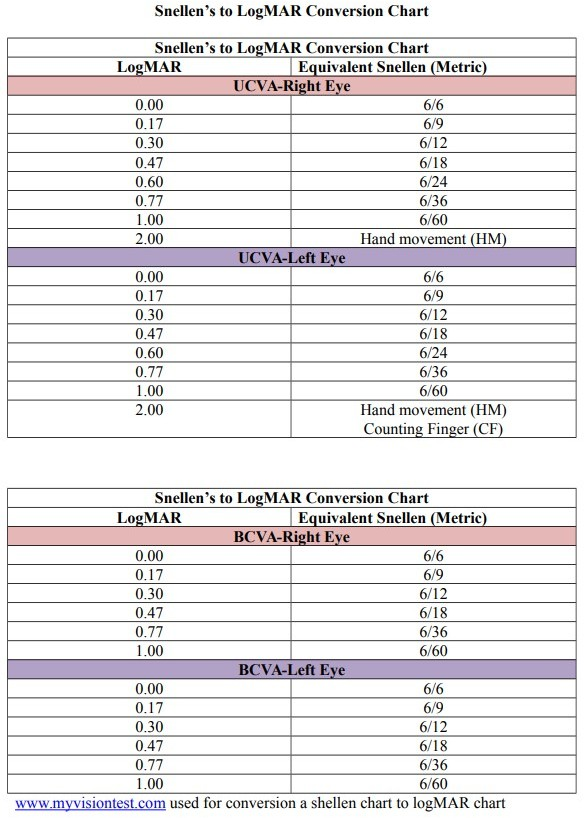 Snellen’s to LogMAR Conversion Chart
Snellen’s to LogMAR Conversion Chart
LogMAR Equivalent Snellen (Metric)
UCVA-Right Eye
0.00 6/6
0.17 6/9
0.30 6/12
0.47 6/18
0.60 6/24
0.77 6/36
1.00 6/60
2.00 Hand movement (HM)
UCVA-Left Eye
0.00 6/6
0.17 6/9
0.30 6/12
0.47 6/18
0.60 6/24
0.77 6/36
1.00 6/60
2.00 Hand movement (HM)
Counting Finger (CF)
Snellen’s to LogMAR Conversion Chart
LogMAR Equivalent Snellen (Metric)
BCVA-Right Eye
0.00 6/6
0.17 6/9
0.30 6/12
0.47 6/18
0.77 6/36
1.00 6/60
BCVA-Left Eye
0.00 6/6
0.17 6/9
0.30 6/12
0.47 6/18
0.77 6/36
1.00 6/60
www.myvisiontest.com used for conversion a shellen chart to logMAR chart